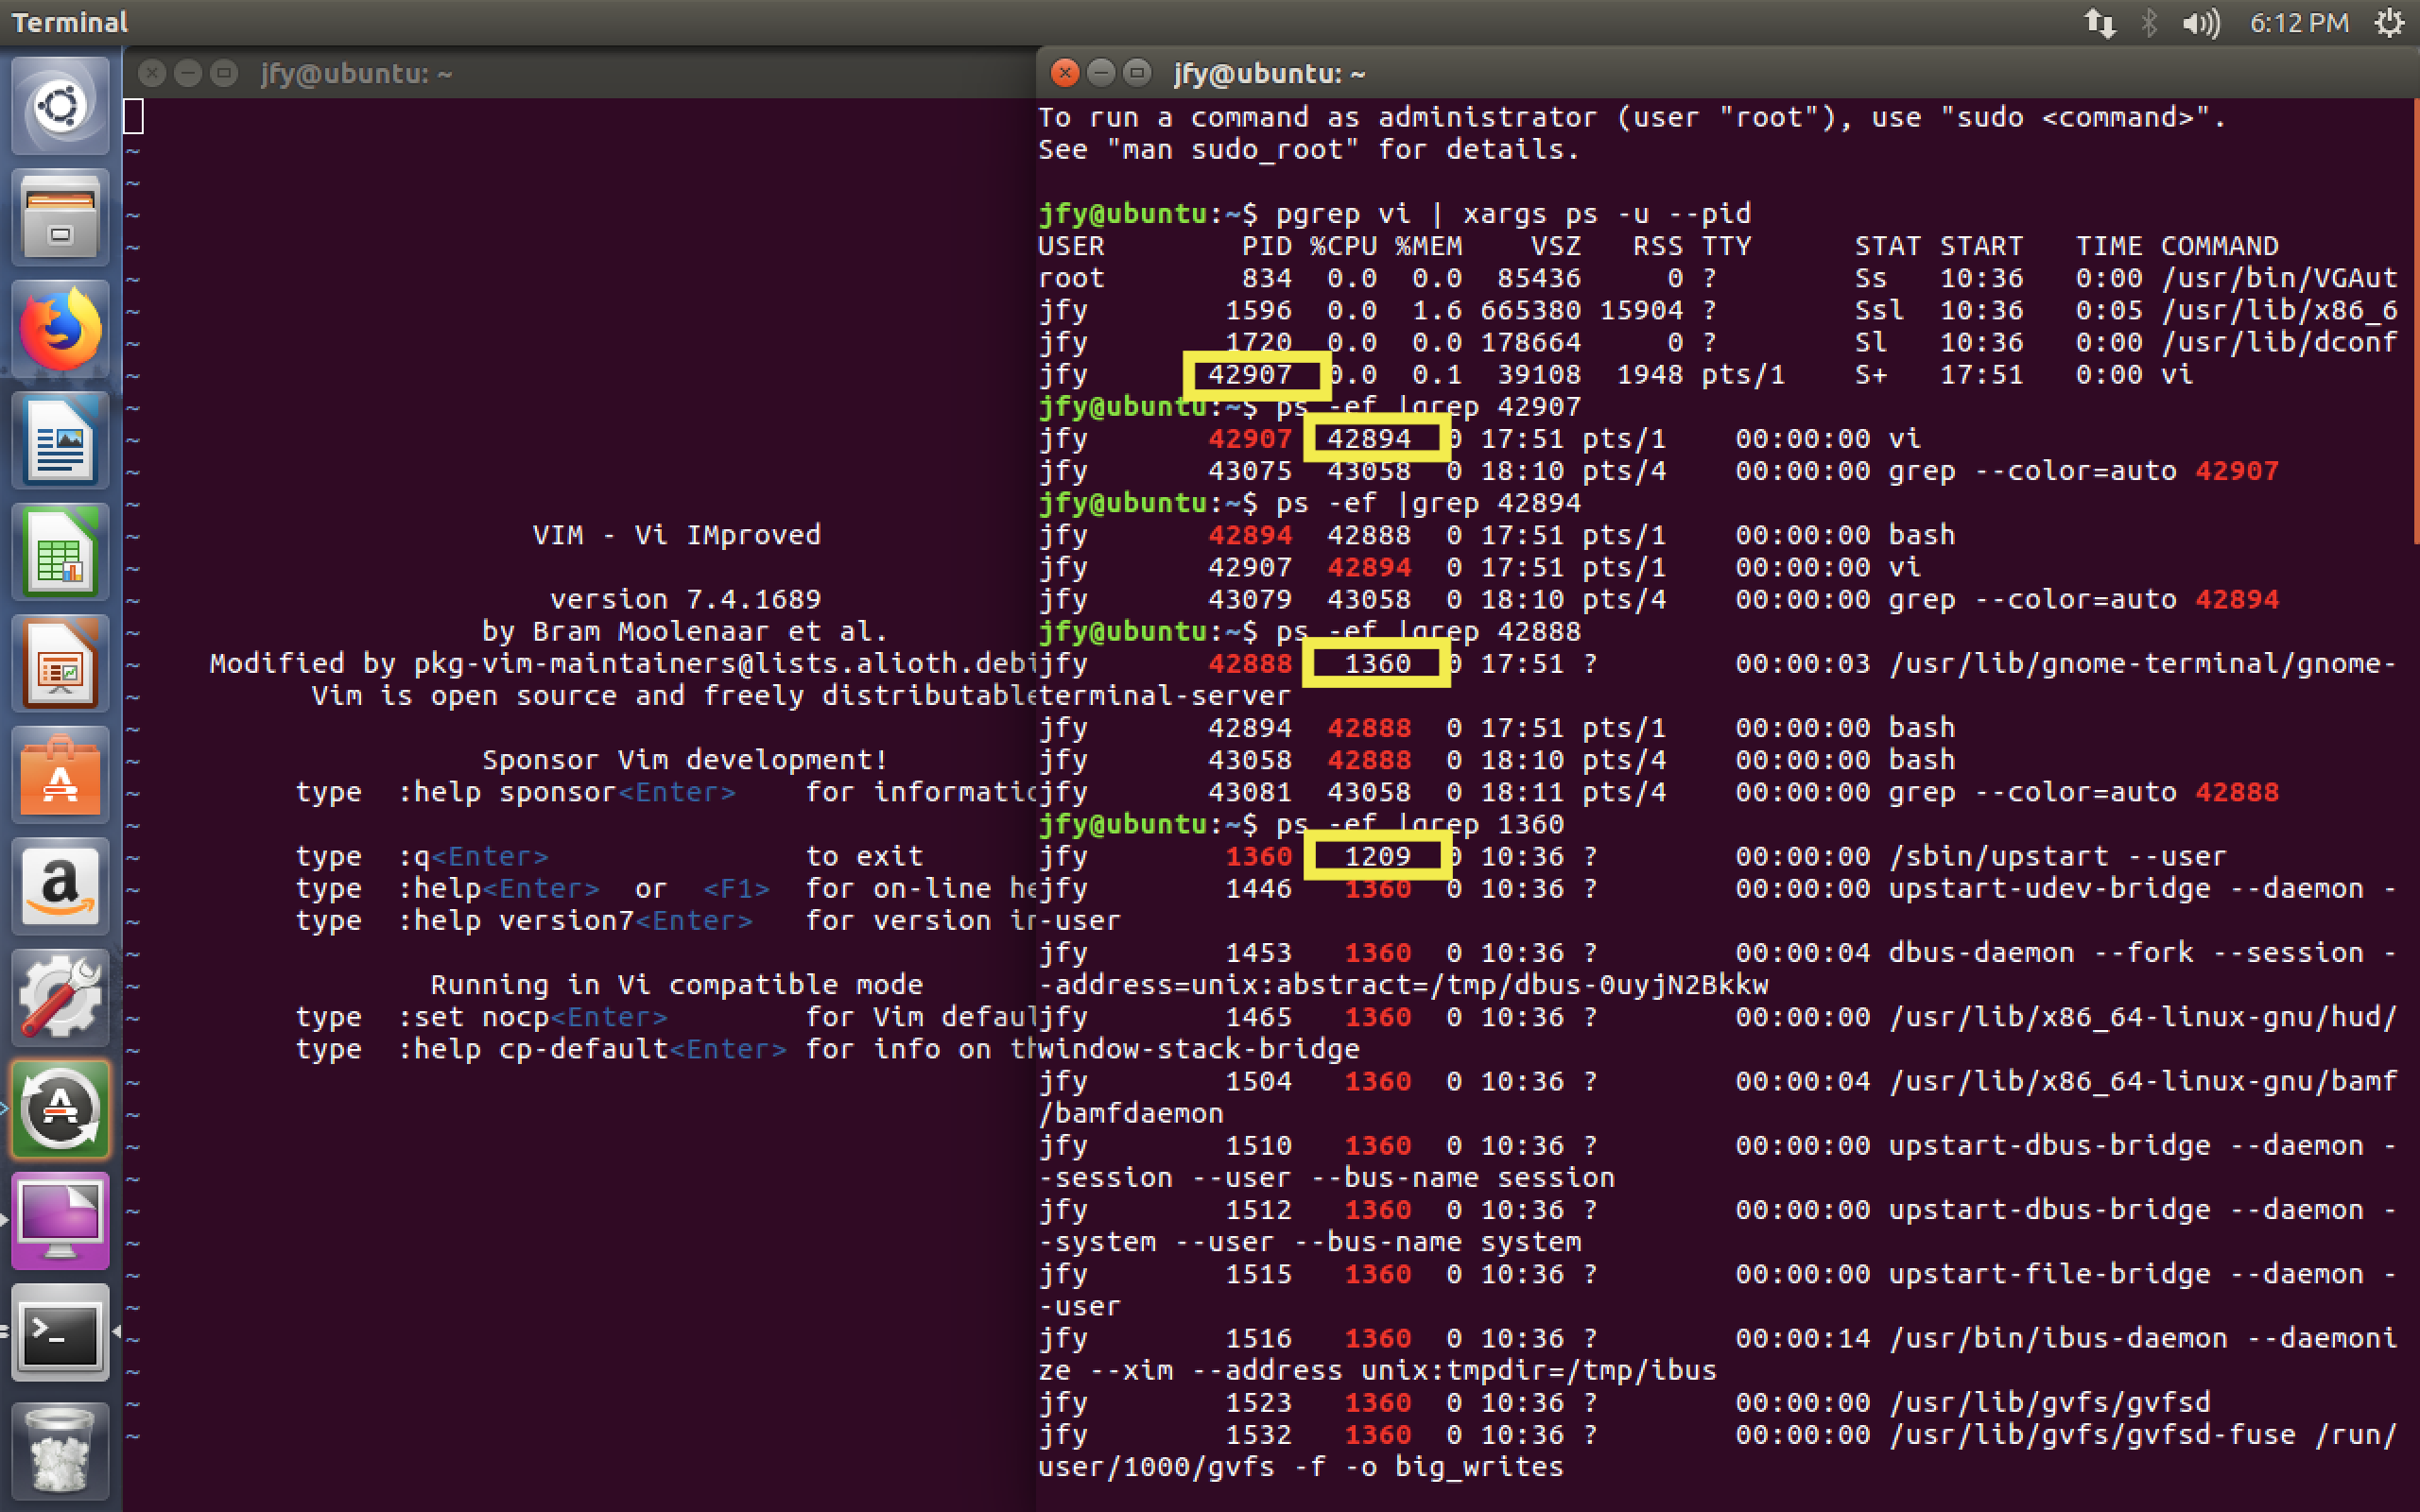 Terminal
6:12 PM
jfy@ubuntu: ~
VIM - Vi IMproved
version 7.4.1689
by Bram Moolenaar et al.
Modified by pkg-vim-maintainers@lists.alioth.debi
Vim is open source and freely distributable
Sponsor Vim development!
type  :help sponsor<Enter>    for informatio
type  :q<Enter>               to exit
type  :help<Enter>  or  <F1>  for on-line he
type  :help version7<Enter>   for version in
Running in Vi compatible mode
type  :set nocp<Enter>        for Vim defaul
type  :help cp-default<Enter> for info on th
jfy@ubuntu: ~
To run a command as administrator (user "root"), use "sudo <command>".
See "man sudo_root" for details.
jfy@ubuntu:~$ pgrep vi | xargs ps -u --pid
USER        PID %CPU %MEM    VSZ   RSS TTY      STAT START   TIME COMMAND
root        834  0.0  0.0  85436     0 ?        Ss   10:36   0:00 /usr/bin/VGAut
jfy        1596  0.0  1.6 665380 15904 ?        Ssl  10:36   0:05 /usr/lib/x86_6
jfy        1720  0.0  0.0 178664     0 ?        Sl   10:36   0:00 /usr/lib/dconf
jfy       42907  0.0  0.1  39108  1948 pts/1    S+   17:51   0:00 vi
jfy@ubuntu:~$ ps -ef |grep 42907
jfy       42907  42894  0 17:51 pts/1    00:00:00 vi
jfy       43075  43058  0 18:10 pts/4    00:00:00 grep --color=auto 42907
jfy@ubuntu:~$ ps -ef |grep 42894
jfy       42894  42888  0 17:51 pts/1    00:00:00 bash
jfy       42907  42894  0 17:51 pts/1    00:00:00 vi
jfy       43079  43058  0 18:10 pts/4    00:00:00 grep --color=auto 42894
jfy@ubuntu:~$ ps -ef |grep 42888
jfy       42888   1360  0 17:51 ?        00:00:03 /usr/lib/gnome-terminal/gnome-
terminal-server
jfy       42894  42888  0 17:51 pts/1    00:00:00 bash
jfy       43058  42888  0 18:10 pts/4    00:00:00 bash
jfy       43081  43058  0 18:11 pts/4    00:00:00 grep --color=auto 42888
jfy@ubuntu:~$ ps -ef |grep 1360
jfy        1360   1209  0 10:36 ?        00:00:00 /sbin/upstart --user
jfy        1446   1360  0 10:36 ?        00:00:00 upstart-udev-bridge --daemon -
-user
jfy        1453   1360  0 10:36 ?        00:00:04 dbus-daemon --fork --session -
-address=unix:abstract=/tmp/dbus-0uyjN2Bkkw
jfy        1465   1360  0 10:36 ?        00:00:00 /usr/lib/x86_64-linux-gnu/hud/
window-stack-bridge
jfy        1504   1360  0 10:36 ?        00:00:04 /usr/lib/x86_64-linux-gnu/bamf
/bamfdaemon
jfy        1510   1360  0 10:36 ?        00:00:00 upstart-dbus-bridge --daemon -
-session --user --bus-name session
jfy        1512   1360  0 10:36 ?        00:00:00 upstart-dbus-bridge --daemon -
-system --user --bus-name system
jfy        1515   1360  0 10:36 ?        00:00:00 upstart-file-bridge --daemon -
-user
jfy        1516   1360  0 10:36 ?        00:00:14 /usr/bin/ibus-daemon --daemoni
ze --xim --address unix:tmpdir=/tmp/ibus
jfy        1523   1360  0 10:36 ?        00:00:00 /usr/lib/gvfs/gvfsd
jfy        1532   1360  0 10:36 ?        00:00:00 /usr/lib/gvfs/gvfsd-fuse /run/
user/1000/gvfs -f -o big_writes